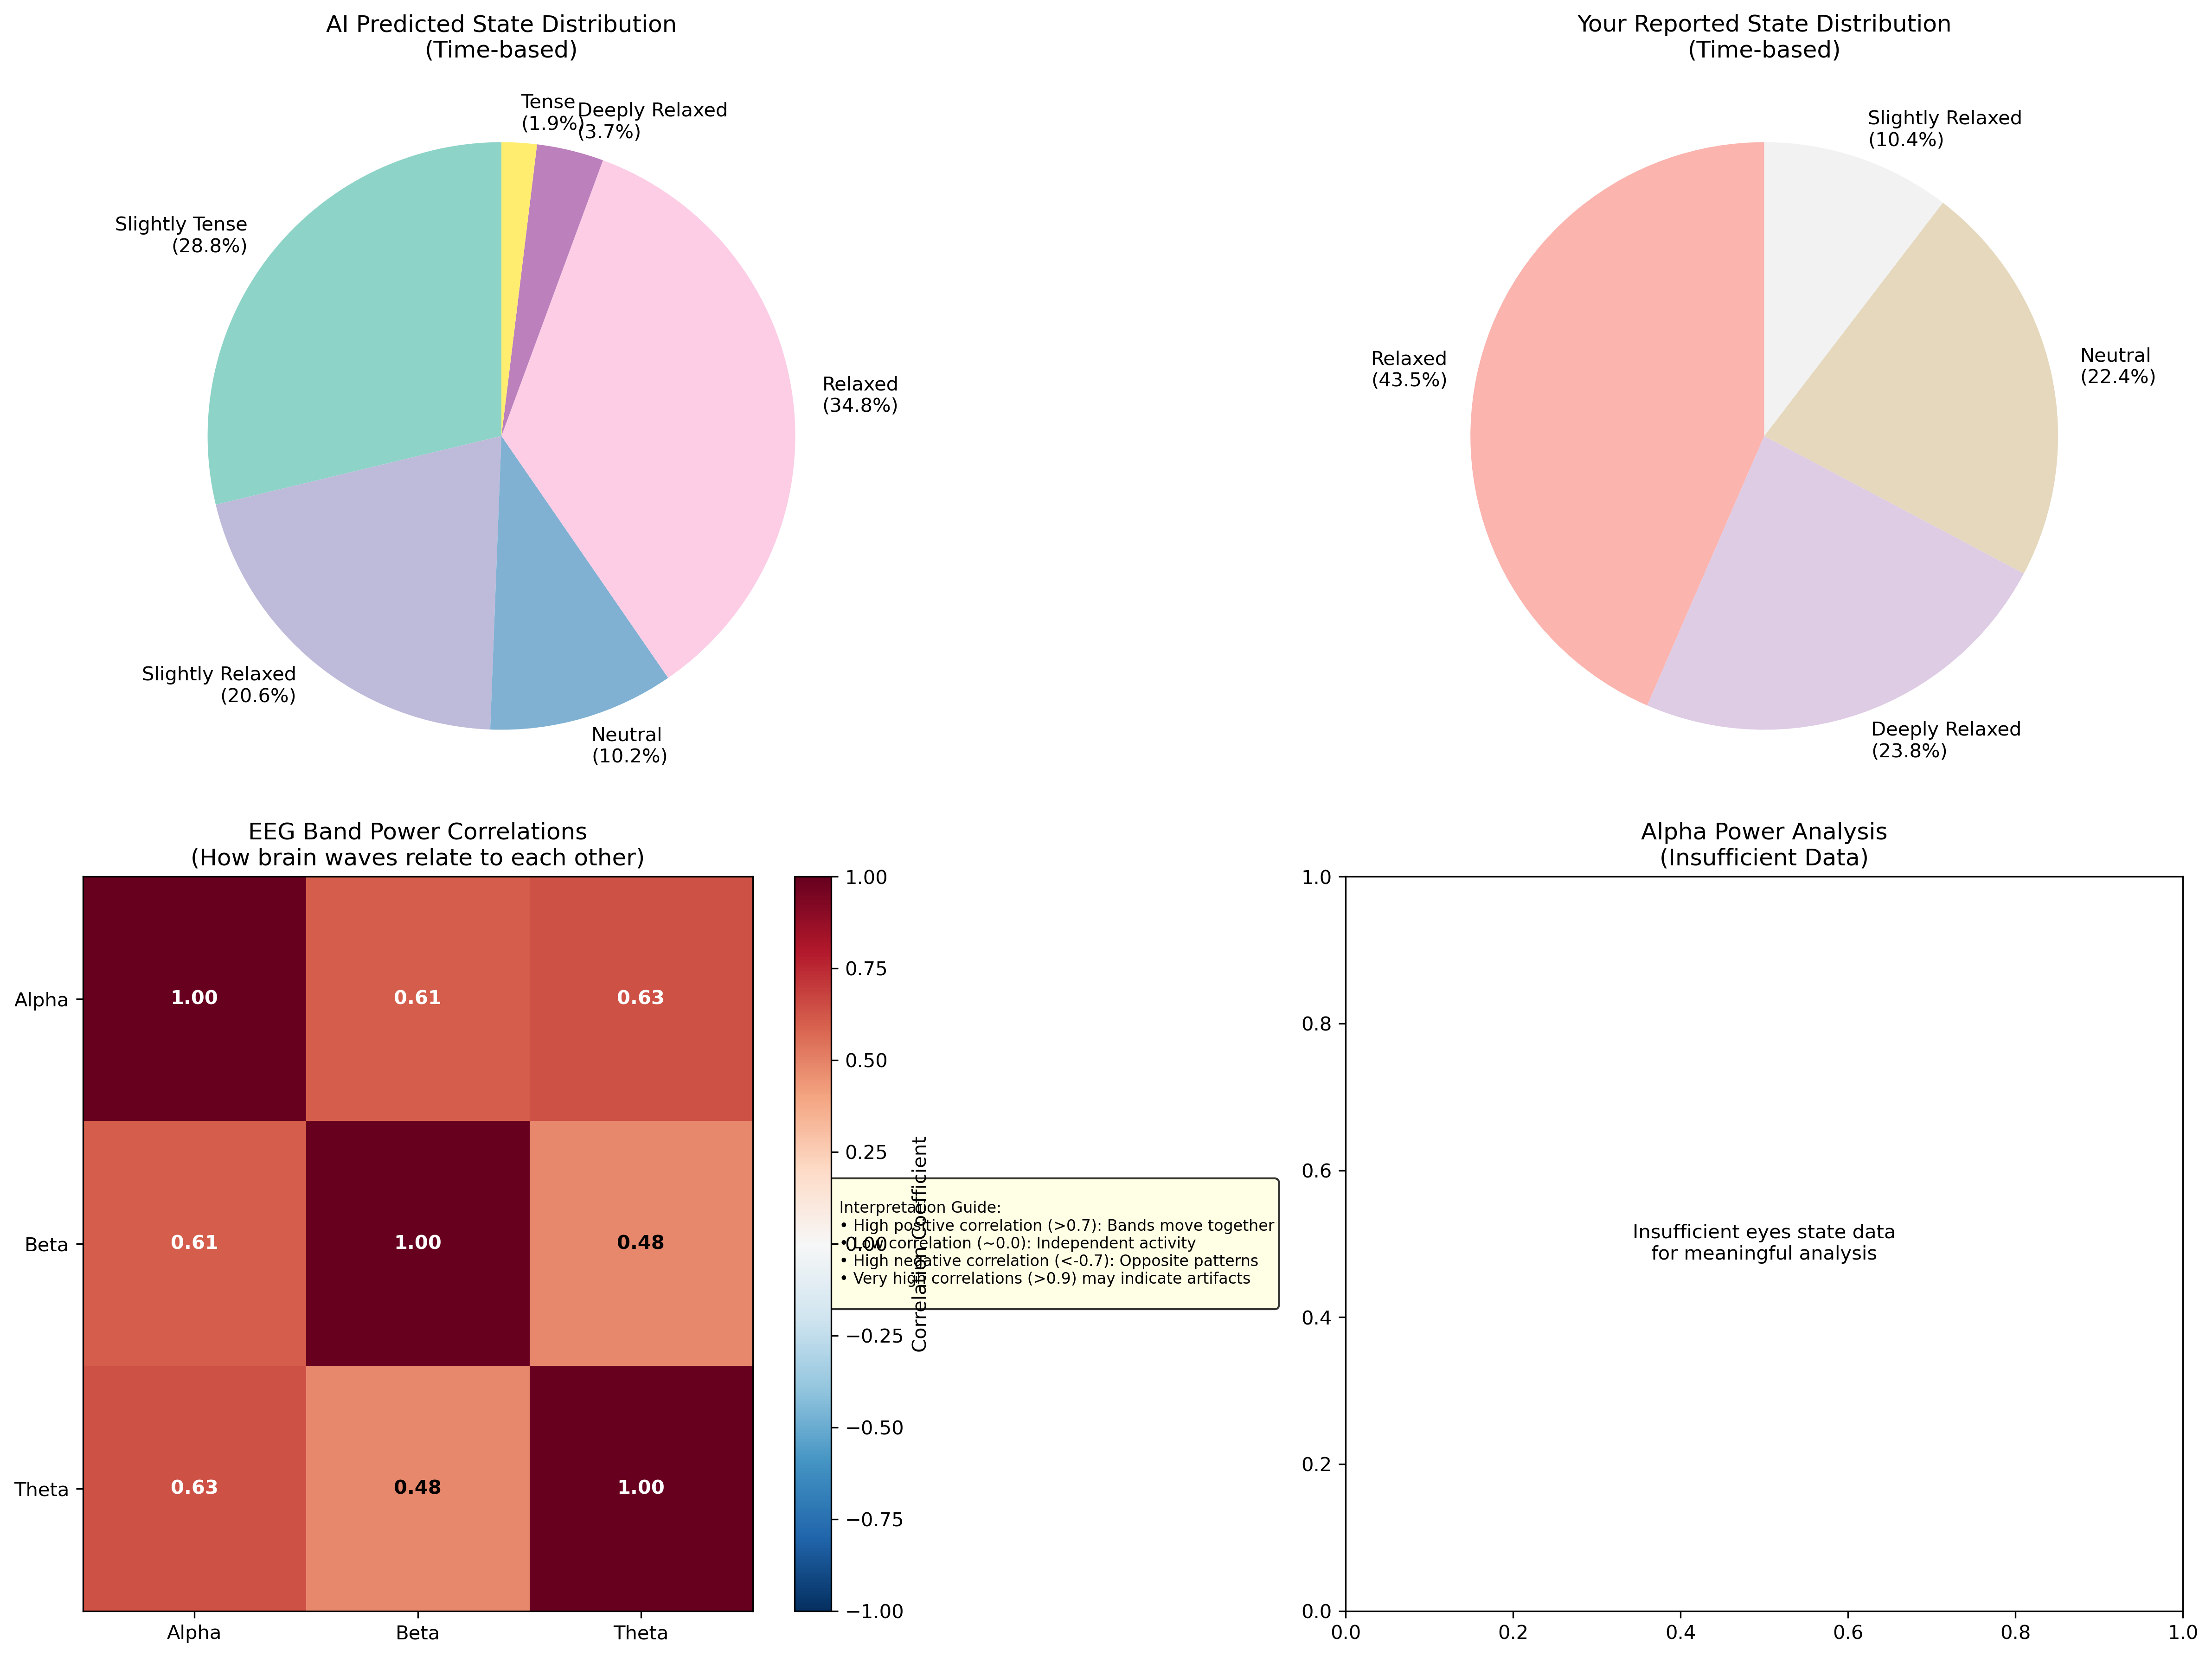 AI Predicted State Distribution
(Time-based)
Tense
(1.9%)
Deeply Relaxed
(3.7%)
Slightly Tense
(28.8%)
Relaxed
(34.8%)
Slightly Relaxed
(20.6%)
Neutral
(10.2%)
Your Reported State Distribution
(Time-based)
Slightly Relaxed
(10.4%)
Relaxed
(43.5%)
Neutral
(22.4%)
Deeply Relaxed
(23.8%)
EEG Band Power Correlations
(How brain waves relate to each other)
Alpha
1.00
0.61
0.63
Beta
0.61
1.00
0.48
Theta
0.63
0.48
1.00
Alpha
Beta
Theta
1.00
0.75
0.50
0.25
0.00
−0.25
−0.50
−0.75
−1.00
Correlation Coefficient
Interpretation Guide:
• High positive correlation (>0.7): Bands move together
• Low correlation (~0.0): Independent activity
• High negative correlation (<-0.7): Opposite patterns
• Very high correlations (>0.9) may indicate artifacts
Alpha Power Analysis
(Insufficient Data)
1.0
0.8
0.6
0.4
0.2
0.0
Insufficient eyes state data
for meaningful analysis
0.0
0.2
0.4
0.6
0.8
1.0